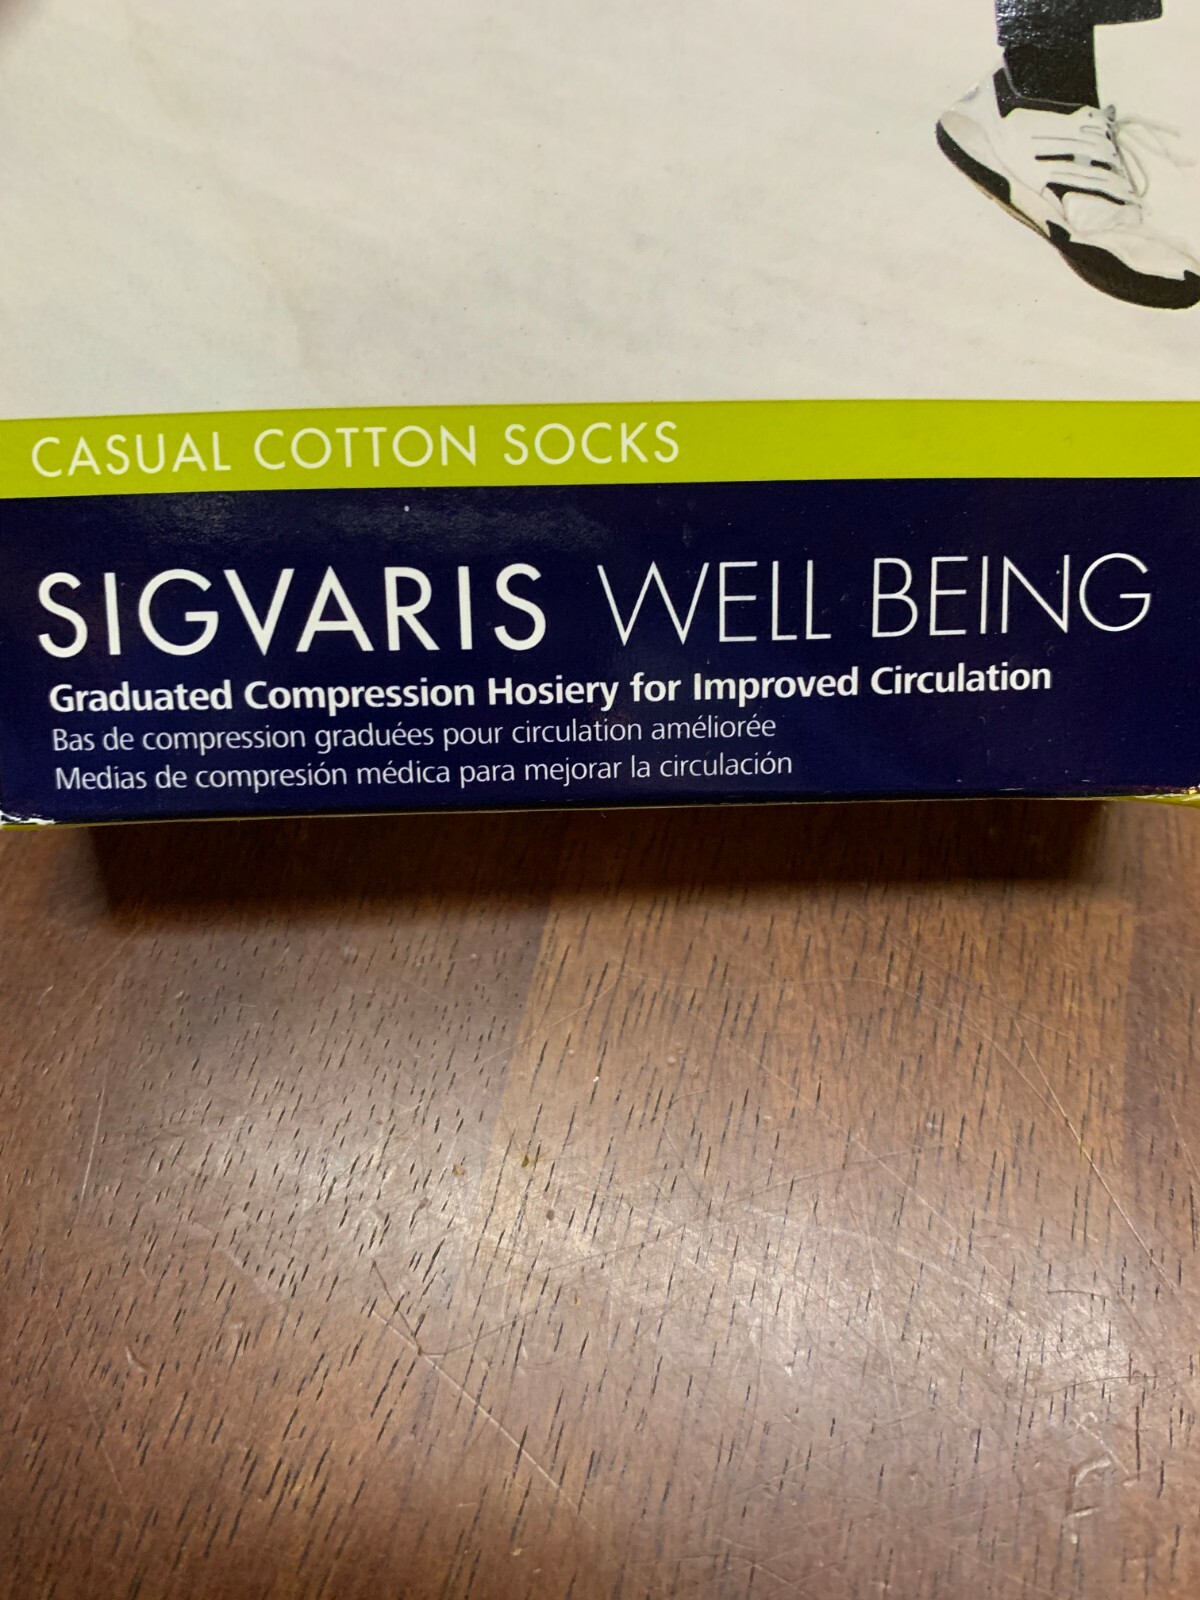 CASUAL COTTON SOCKS
SIGVARIS WELL BEING
Graduated Compression Hosiery for Improved Circulation
Bas de compression graduées pour circulation améliorée
Medias de compresión médica para mejorar la circulación